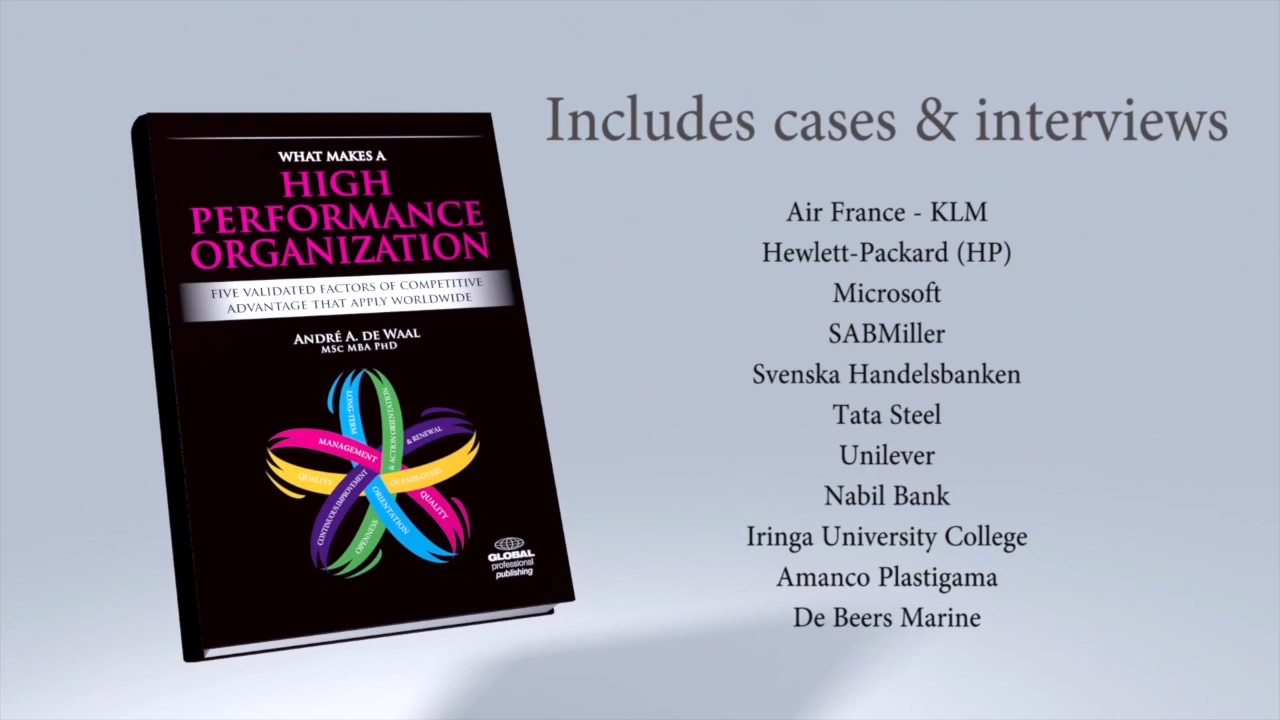 Includes cases & interviews
Air France - KLM
Hewlett-Packard (HP)
Microsoft
SABMiller
Svenska Handelsbanken
Tata Steel
Unilever
Nabil Bank
Iringa University College
Amanco Plastigama
De Beers Marine
WHAT MAKES A
HIGH
PERFORMANCE
ORGANIZATION
FIVE VALIDATED FACTORS OF COMPETITIVE
ADVANTAGE THAT APPLY WORLDWIDE
ANDRÉ A. DE WAAL
MSC MBA PHD
LONG-TERM
ORIENTATION
OPENNESS
& ACTION ORIENTATION
MANAGEMENT
QUALITY
CONTINUOUS IMPROVEMENT
& RENEWAL
QUALITY
OF EMPLOYEES
GLOBAL
professional
publishing